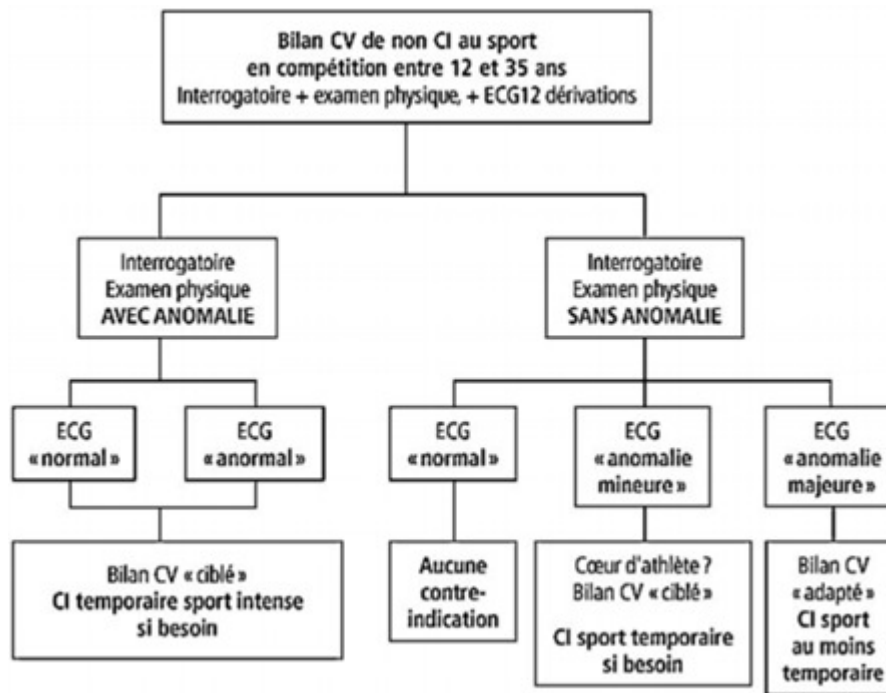 Bilan CV de non CI au sport
en compétition entre 12 et 35 ans
Interrogatoire + examen physique, + ECG12 dérivations
Interrogatoire
Examen physique
AVEC ANOMALIE
Interrogatoire
Examen physique
SANS ANOMALIE
ECG
« normal »
ECG
« anormal »
ECG
« normal »
ECG
« anomalie
mineure »
ECG
« anomalie
majeure »
Bilan CV « ciblé »
CI temporaire sport intense
si besoin
Aucune
contre-
indication
Cœur d'athlète ?
Bilan CV « ciblé »
CI sport temporaire
si besoin
Bilan CV
« adapté »
CI sport
au moins
temporaire